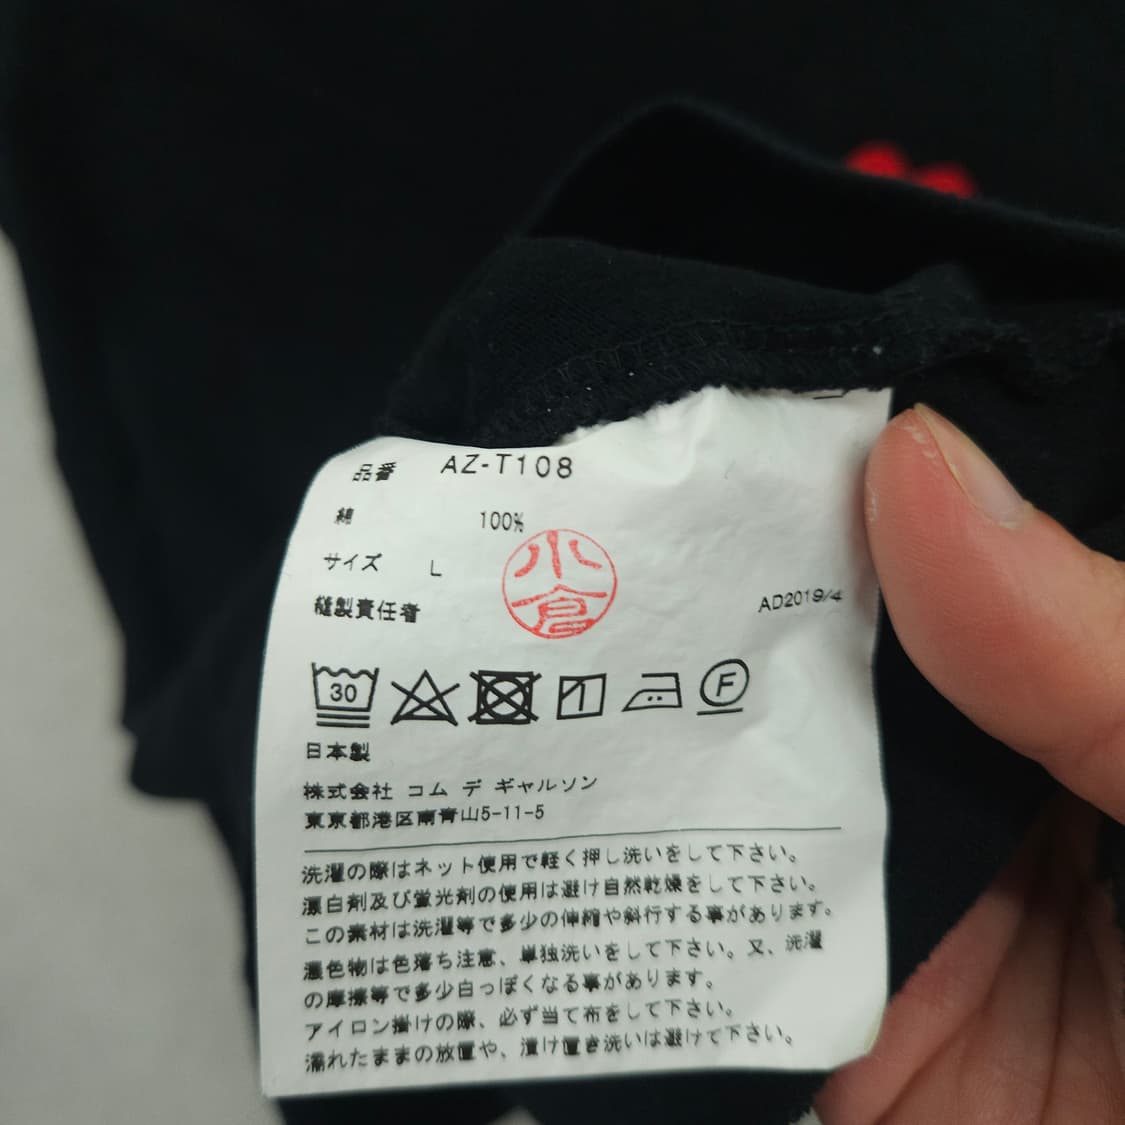 品番 AZ-T108
綿 100%
サイズ L
縫製責任者 小倉
AD2019/4
30 F
日本製
株式会社 コム デ ギャルソン
東京都港区南青山5-11-5
洗濯の際はネット使用で軽く押し洗いをして下さい。
漂白剤及び蛍光剤の使用は避け自然乾燥をして下さい。
この素材は洗濯等で多少の伸縮や斜行する事があります。
濃色物は色落ち注意、単独洗いをして下さい。又、洗濯
の摩擦等で多少白っぽくなる事があります。
アイロン掛けの際、必ず当て布をして下さい。
濡れたままの放置や、漬け置き洗いは避けて下さい。